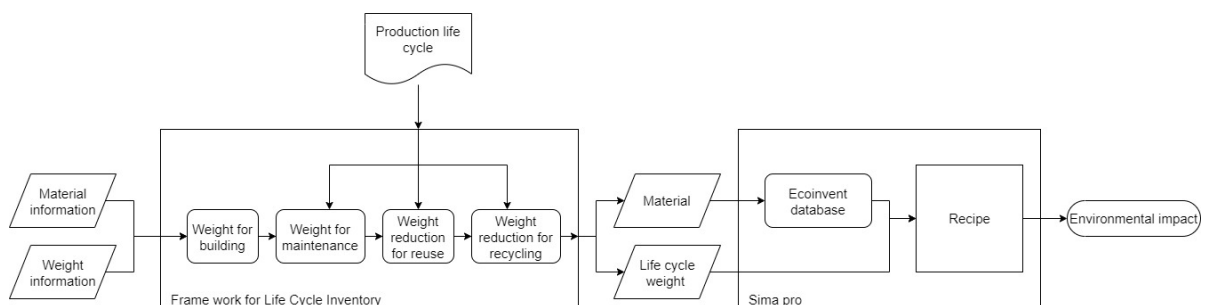 Production life
cycle
Material
information
Weight
information
Weight for
building
Weight for
maintenance
Weight
reduction
for reuse
Weight
reduction for
recycling
Frame work for Life Cycle Inventory
Material
Life cycle
weight
Ecoinvent
database
Recipe
Sima pro
Environmental impact